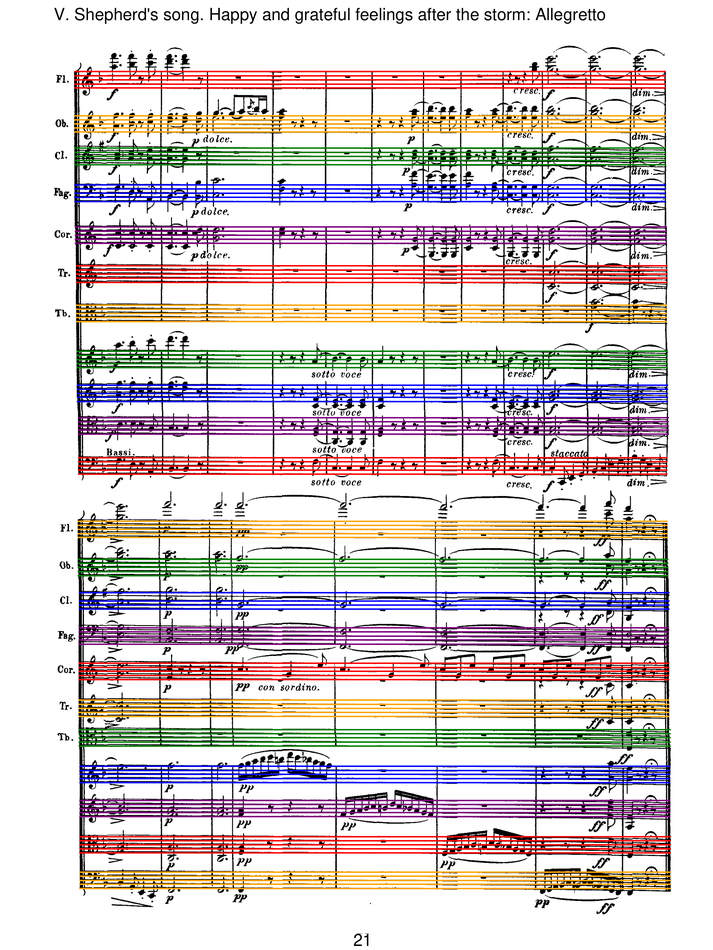 V. Shepherd's song. Happy and grateful feelings after the storm: Allegretto
Fl.
f
cresc.
dim.
Ob.
f
p dolce.
p
cresc.
f
dim.
Cl.
f
p
cresc.
f
dim.
Fag.
f
p dolce.
p
cresc.
f
dim.
Cor.
f
p dolce.
p
cresc.
f
dim.
Tr.
f
Tb.
f
f
sotto voce
cresc.
f
dim.
f
sotto voce
cresc.
f
dim.
f
sotto voce
cresc.
f
dim.
Bassi.
staccato
f
sotto voce
cresc.
f
dim.
Fl.
p
pp
ff
Ob.
p
pp
ff
Cl.
p
pp
ff
Fag.
p
pp
ff
Cor.
p
pp con sordino.
ff
Tr.
ff
Tb.
ff
p
pp
p
pp
pp
ff
p
pp
pp
ff
p
pp
pp
ff
21